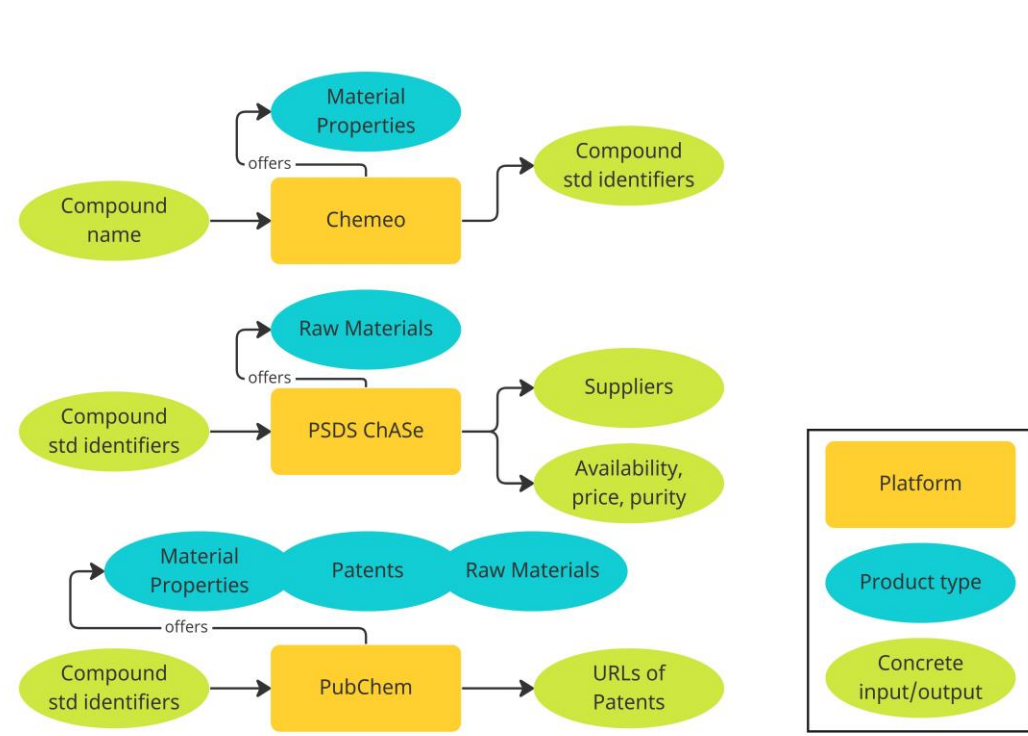 Material
Properties
offers
Compound
std identifiers
Compound
name
Chemeo
Raw Materials
offers
Suppliers
Compound
std identifiers
PSDS ChASe
Availability,
price, purity
Material
Properties
Patents
Raw Materials
offers
Compound
std identifiers
PubChem
URLs of
Patents
Platform
Product type
Concrete
input/output